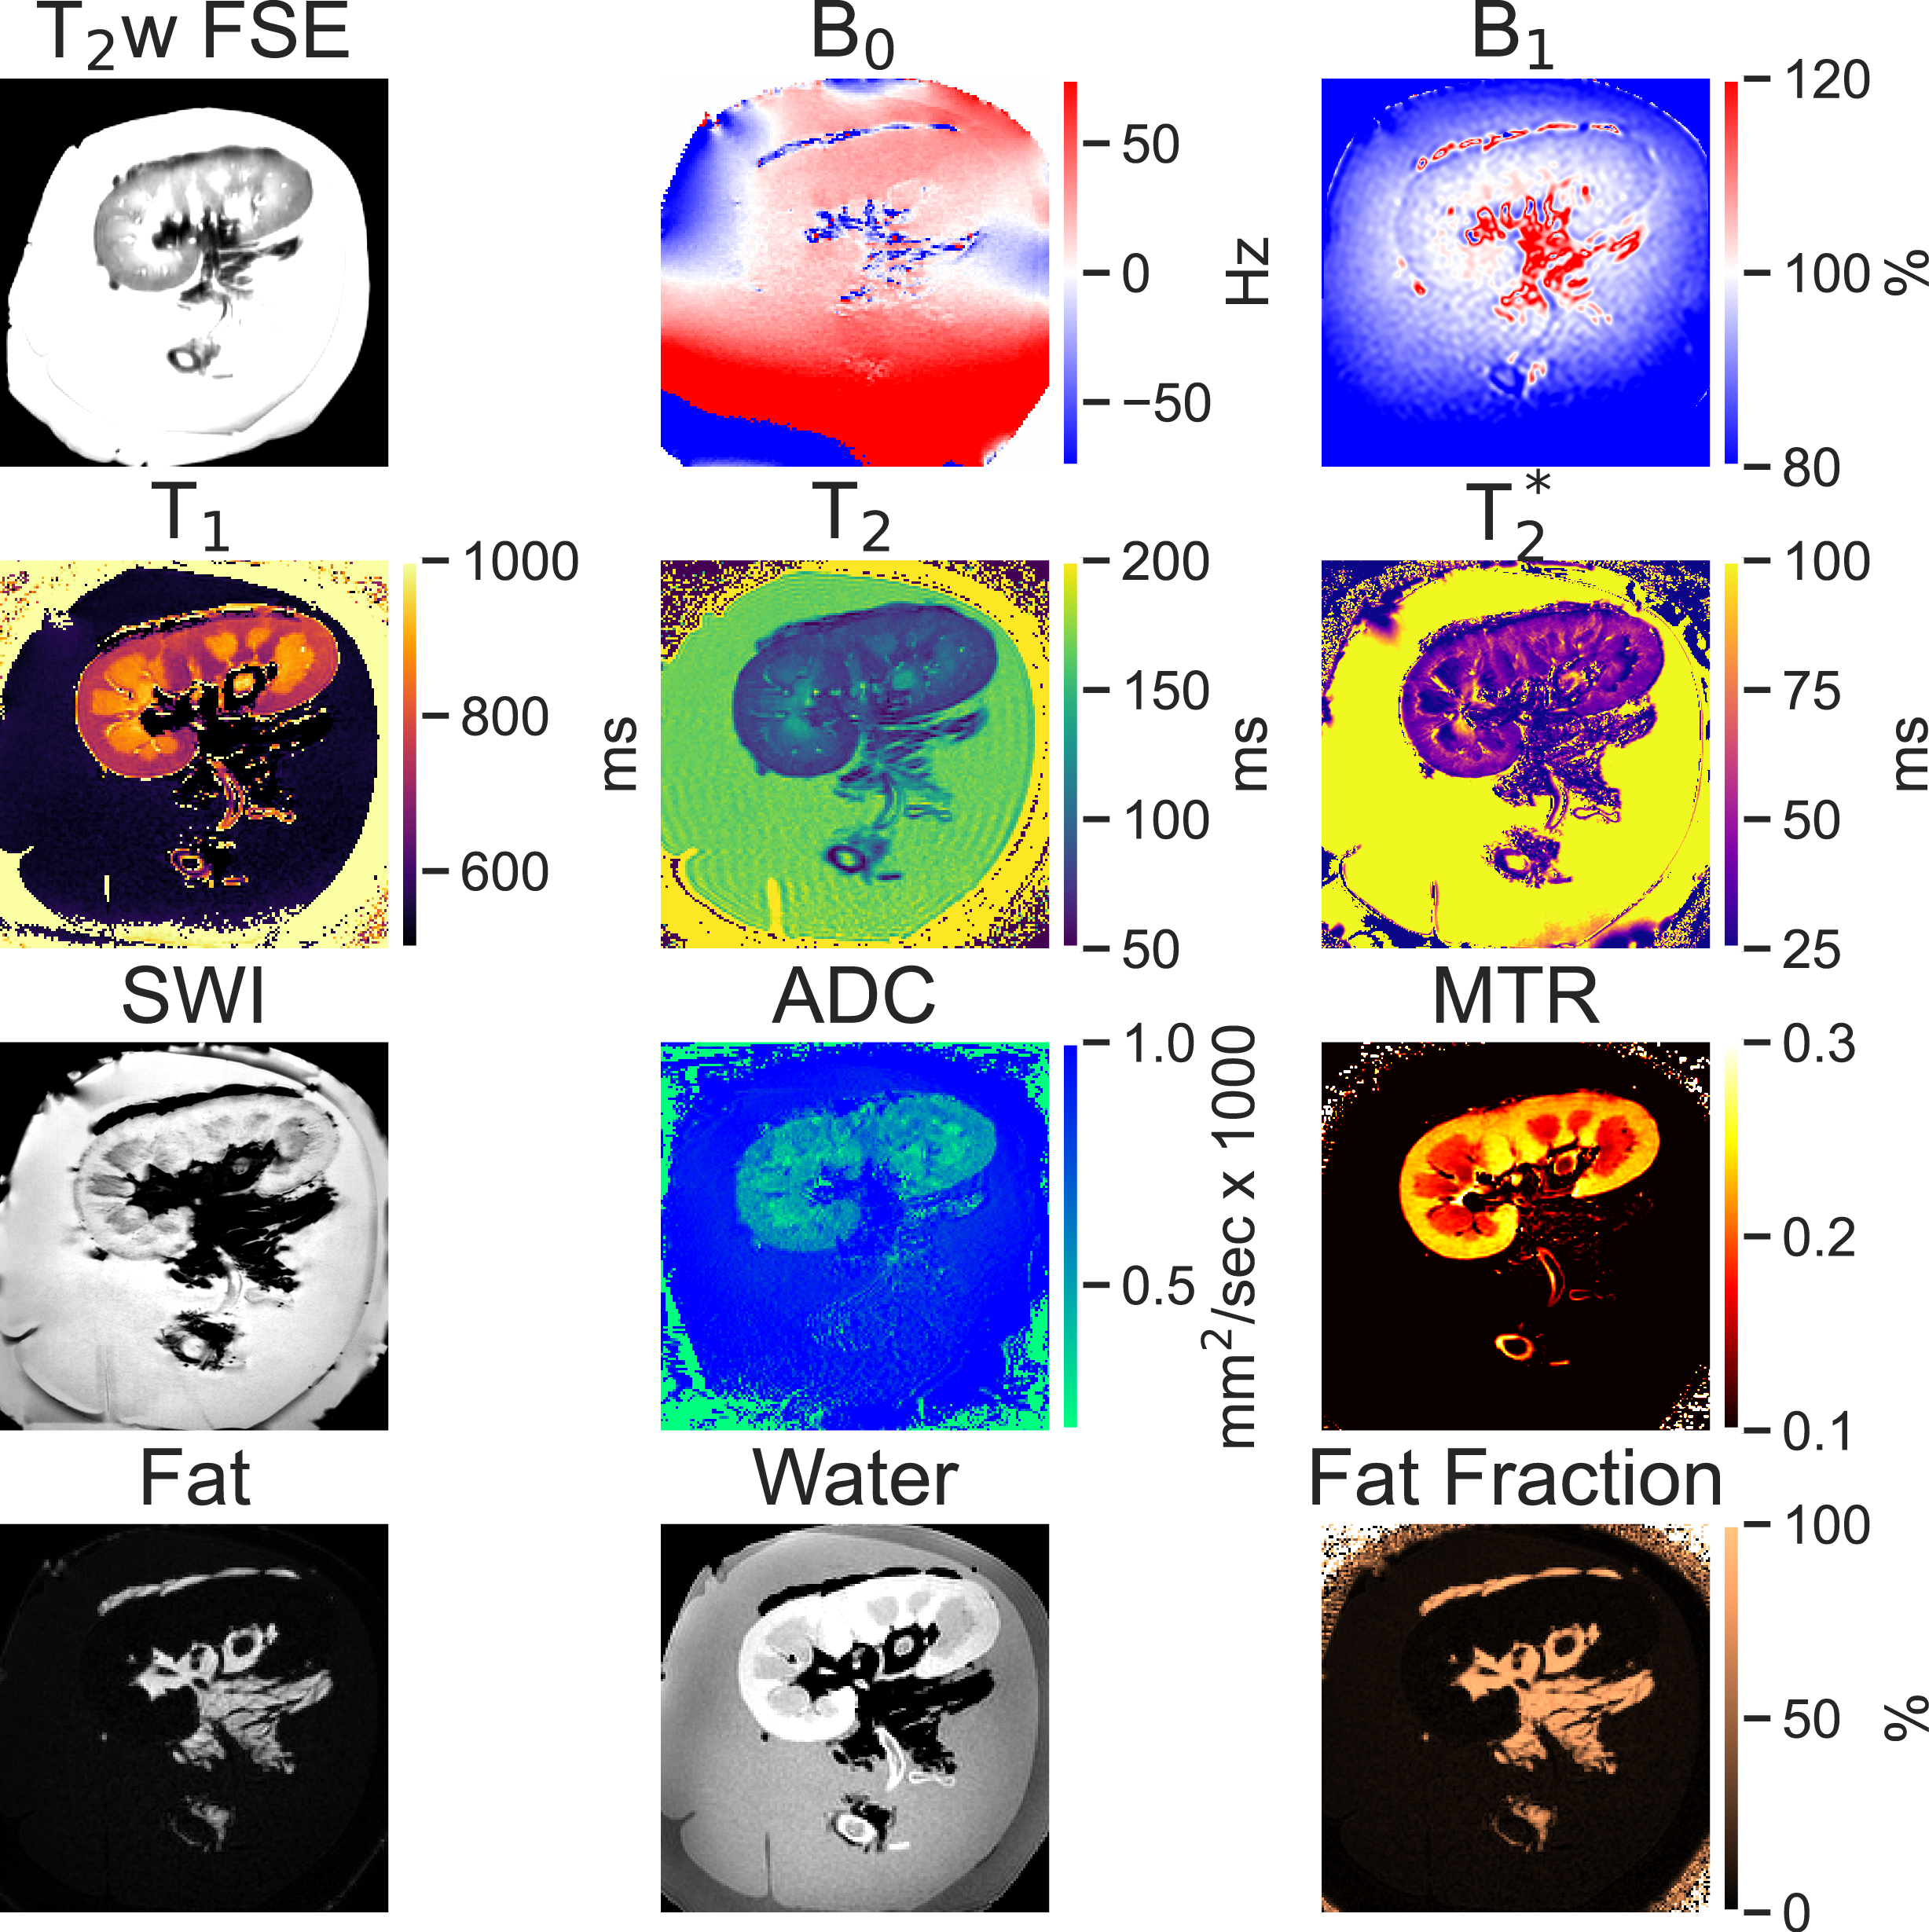 T₂w FSE
B₀
B₁
50
0
−50
Hz
120
100
80
%
T₁
T₂
T₂*
1000
800
600
ms
200
150
100
50
ms
100
75
50
25
ms
SWI
ADC
MTR
1.0
0.5
mm²/sec x 1000
0.3
0.2
0.1
Fat
Water
Fat Fraction
100
50
0
%